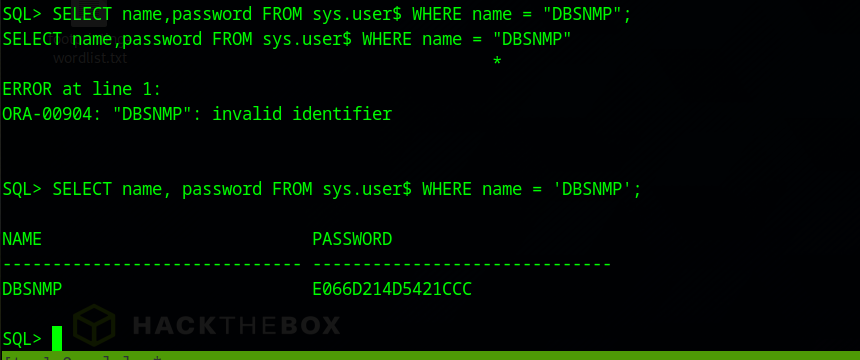 SQL> SELECT name,password FROM sys.user$ WHERE name = "DBSNMP";
SELECT name,password FROM sys.user$ WHERE name = "DBSNMP"
wordlist.txt
*
ERROR at line 1:
ORA-00904: "DBSNMP": invalid identifier
SQL> SELECT name, password FROM sys.user$ WHERE name = 'DBSNMP';
NAME                           PASSWORD
------------------------------ ------------------------------
DBSNMP                         E066D214D5421CCC
HACKTHEBOX
SQL>